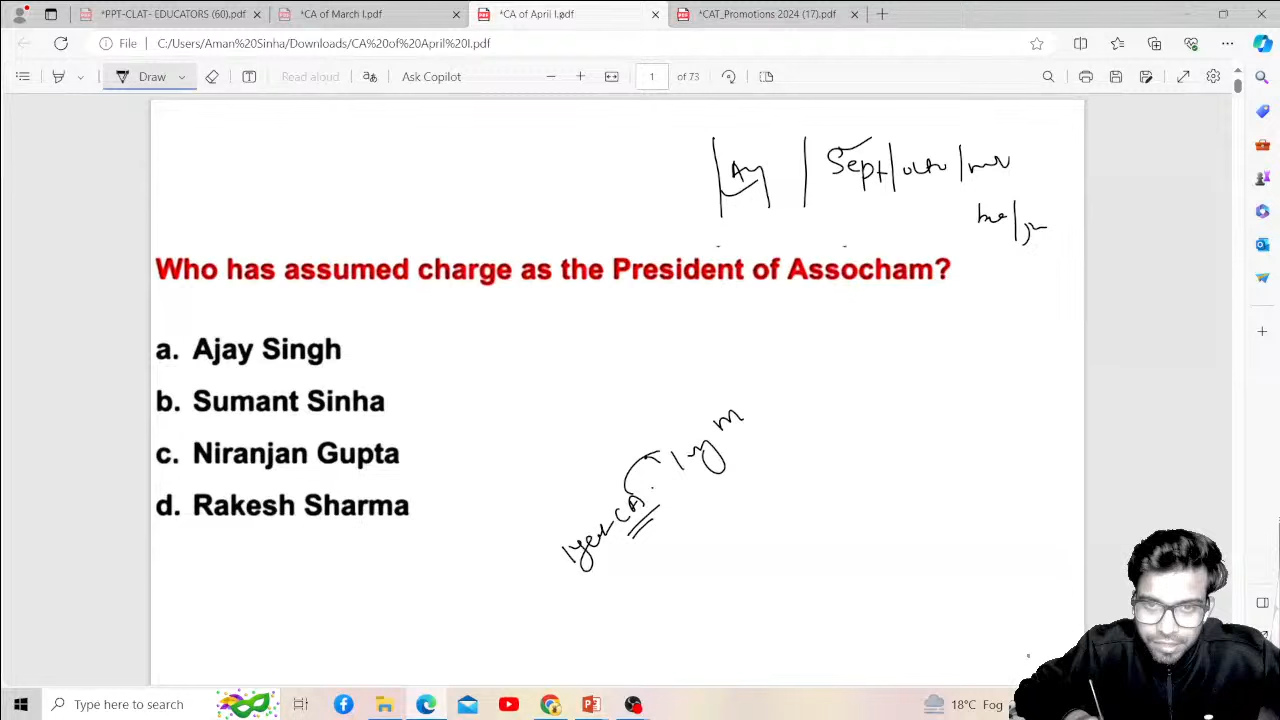 *PPT-CLAT- EDUCATORS (60).pdf
*CA of March I.pdf
*CA of April I.pdf
*CAT_Promotions 2024 (17).pdf
File C:/Users/Aman%20Sinha/Downloads/CA%20of%20April%20I.pdf
Draw Read aloud Ask Copilot 1 of 73
Sept
Who has assumed charge as the President of Assocham?
a. Ajay Singh
b. Sumant Sinha
c. Niranjan Gupta
d. Rakesh Sharma
CA
Type here to search
18°C Fog